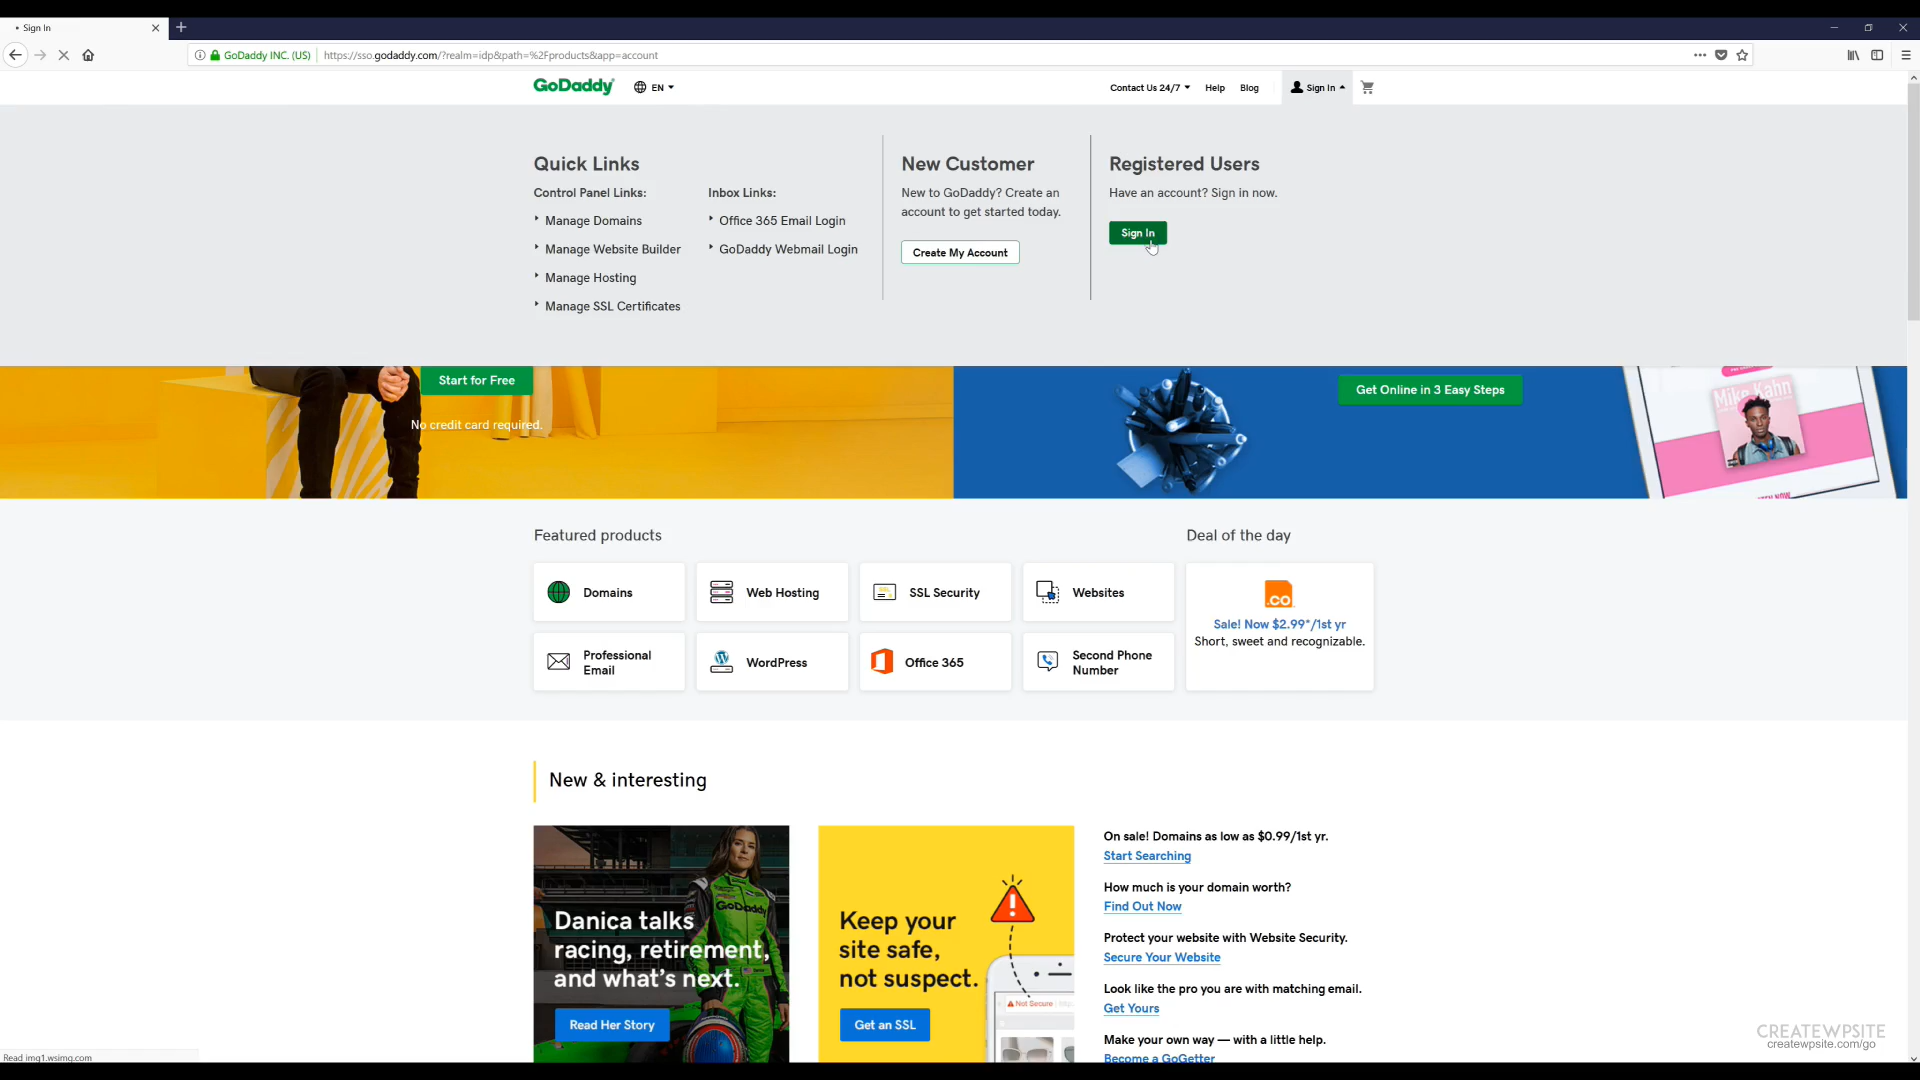 Sign In
GoDaddy INC. (US)
https://sso.godaddy.com/?realm=idp&path=%2Fproducts&app=account
GoDaddy
EN
Contact Us 24/7
Help
Blog
Sign In
Quick Links
Control Panel Links:
Manage Domains
Manage Website Builder
Manage Hosting
Manage SSL Certificates
Inbox Links:
Office 365 Email Login
GoDaddy Webmail Login
New Customer
New to GoDaddy? Create an
account to get started today.
Create My Account
Registered Users
Have an account? Sign in now.
Sign In
Start for Free
No credit card required.
Get Online in 3 Easy Steps
Mike Kahn
Featured products
Domains
Web Hosting
SSL Security
Websites
Professional
Email
WordPress
Office 365
Second Phone
Number
Deal of the day
.co
Sale! Now $2.99*/1st yr
Short, sweet and recognizable.
New & interesting
GoDaddy
Danica talks
racing, retirement,
and what's next.
Read Her Story
Keep your
site safe,
not suspect.
Get an SSL
Not Secure
On sale! Domains as low as $0.99/1st yr.
Start Searching
How much is your domain worth?
Find Out Now
Protect your website with Website Security.
Secure Your Website
Look like the pro you are with matching email.
Get Yours
Make your own way — with a little help.
Become a GoGetter
Read img1.wsimg.com
CREATEWPSITE
createwpsite.com/go